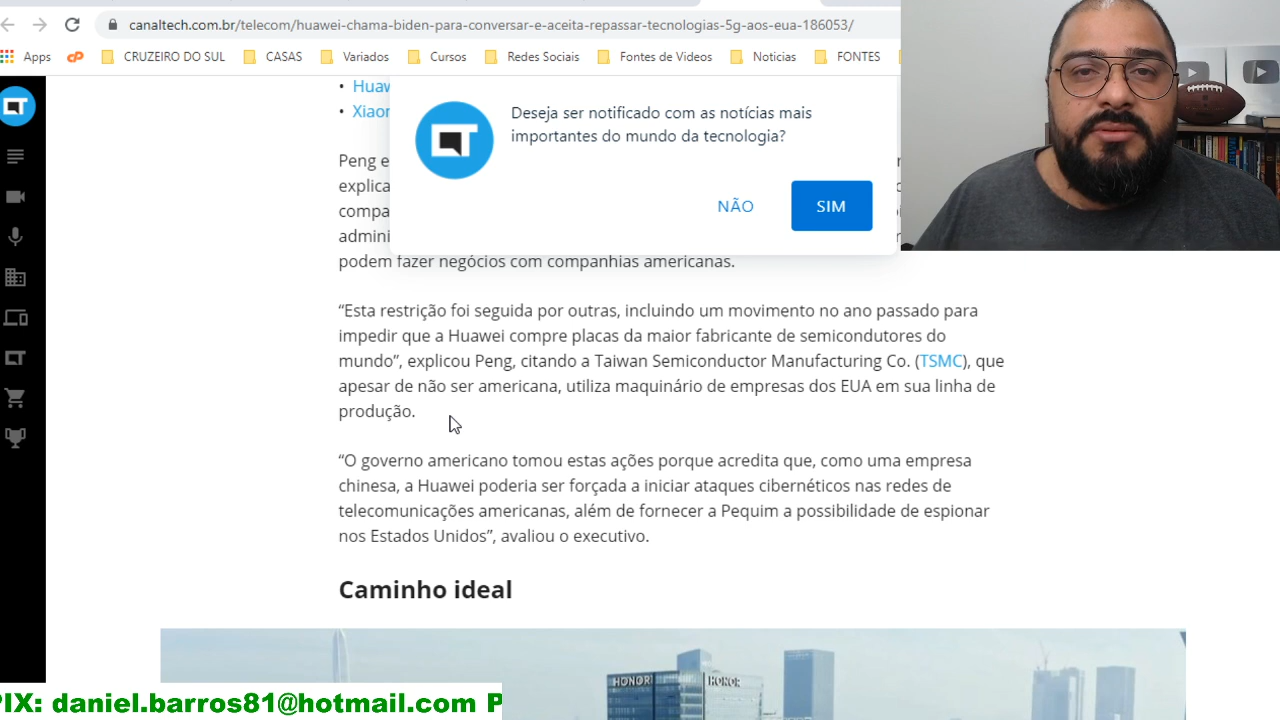 canaltech.com.br/telecom/huawei-chama-biden-para-conversar-e-aceita-repassar-tecnologias-5g-aos-eua-186053/
Apps CRUZEIRO DO SUL CASAS Variados Cursos Redes Sociais Fontes de Videos Noticias FONTES
• Huaw
• Xiaor
Deseja ser notificado com as notícias mais
importantes do mundo da tecnologia?
NÃO SIM
Peng e
explica
compa
admini
podem fazer negócios com companhias americanas.
“Esta restrição foi seguida por outras, incluindo um movimento no ano passado para
impedir que a Huawei compre placas da maior fabricante de semicondutores do
mundo”, explicou Peng, citando a Taiwan Semiconductor Manufacturing Co. (TSMC), que
apesar de não ser americana, utiliza maquinário de empresas dos EUA em sua linha de
produção.
“O governo americano tomou estas ações porque acredita que, como uma empresa
chinesa, a Huawei poderia ser forçada a iniciar ataques cibernéticos nas redes de
telecomunicações americanas, além de fornecer a Pequim a possibilidade de espionar
nos Estados Unidos”, avaliou o executivo.
Caminho ideal
HONOR HONOR
PIX: daniel.barros81@hotmail.com P